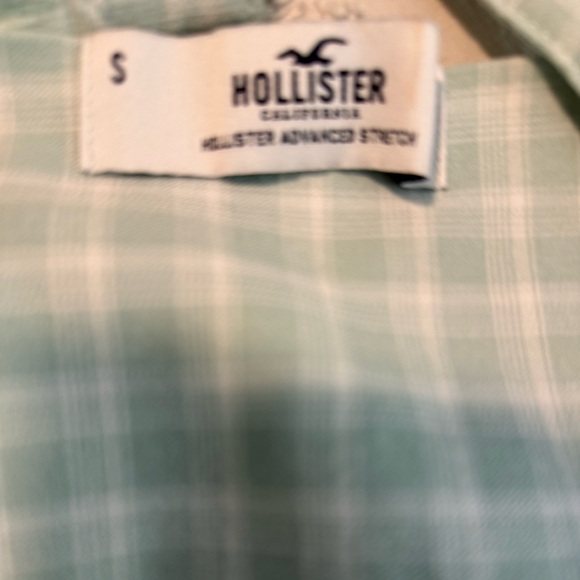 S
HOLLISTER
CALIFORNIA
HOLLISTER ADVANCED STRETCH